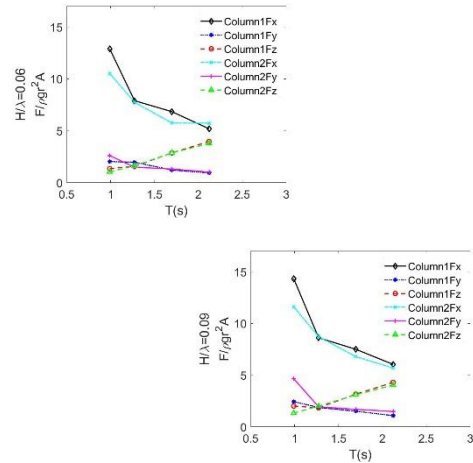 15
10
5
0
0.5 1 1.5 2 2.5 3
T(s)
H/λ=0.06
F/ρgr²A
Column1Fx
Column1Fy
Column1Fz
Column2Fx
Column2Fy
Column2Fz
15
10
5
0
0.5 1 1.5 2 2.5 3
T(s)
H/λ=0.09
F/ρgr²A
Column1Fx
Column1Fy
Column1Fz
Column2Fx
Column2Fy
Column2Fz